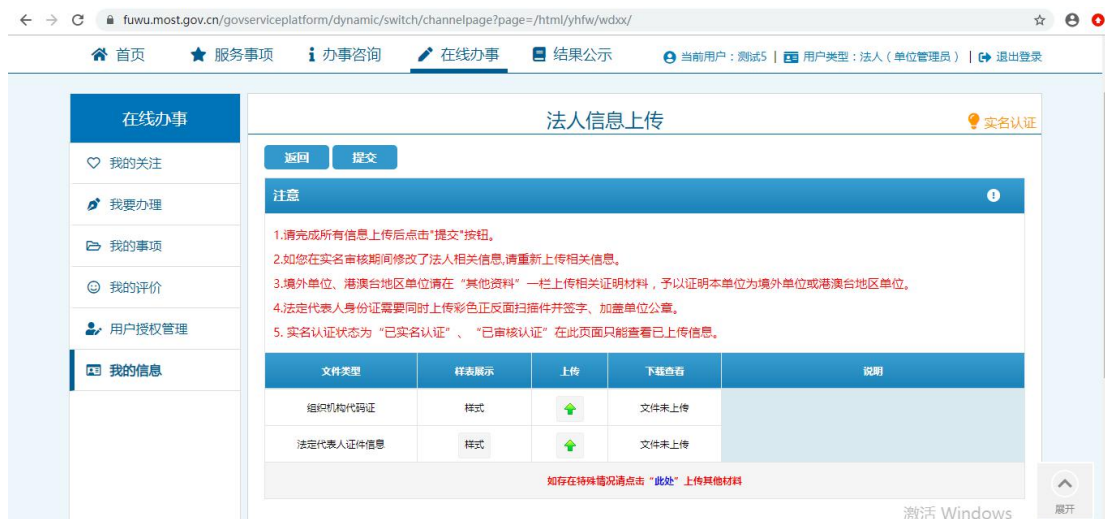 fuwu.most.gov.cn/govserviceplatform/dynamic/switch/channelpage?page=/html/yhfw/wdxx/
首页 服务事项 办事咨询 在线办事 结果公示 当前用户：测试5 | 用户类型：法人（单位管理员） | 退出登录
在线办事
我的关注
我要办理
我的事项
我的评价
用户授权管理
我的信息
法人信息上传
实名认证
返回 提交
注意
1.请完成所有信息上传后点击"提交"按钮。
2.如您在实名审核期间修改了法人相关信息,请重新上传相关信息。
3.境外单位、港澳台地区单位请在“其他资料”一栏上传相关证明材料，予以证明本单位为境外单位或港澳台地区单位。
4.法定代表人身份证需要同时上传彩色正反面扫描件并签字、加盖单位公章。
5. 实名认证状态为“已实名认证”、“已审核认证”在此页面只能查看已上传信息。
文件类型 样表展示 上传 下载查看 说明
组织机构代码证 样式 文件未上传
法定代表人证件信息 样式 文件未上传
如存在特殊情况请点击“此处”上传其他材料
展开
激活 Windows